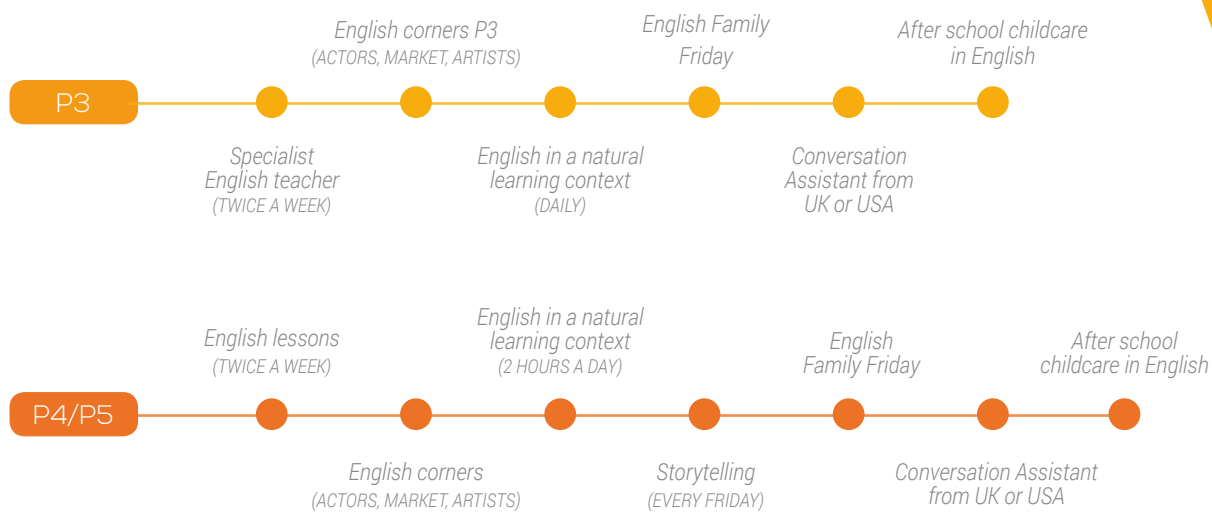 English corners P3
(ACTORS, MARKET, ARTISTS)
English Family
Friday
After school childcare
in English
P3
Specialist
English teacher
(TWICE A WEEK)
English in a natural
learning context
(DAILY)
Conversation
Assistant from
UK or USA
English lessons
(TWICE A WEEK)
English in a natural
learning context
(2 HOURS A DAY)
English
Family Friday
After school
childcare in English
P4/P5
English corners
(ACTORS, MARKET, ARTISTS)
Storytelling
(EVERY FRIDAY)
Conversation Assistant
from UK or USA